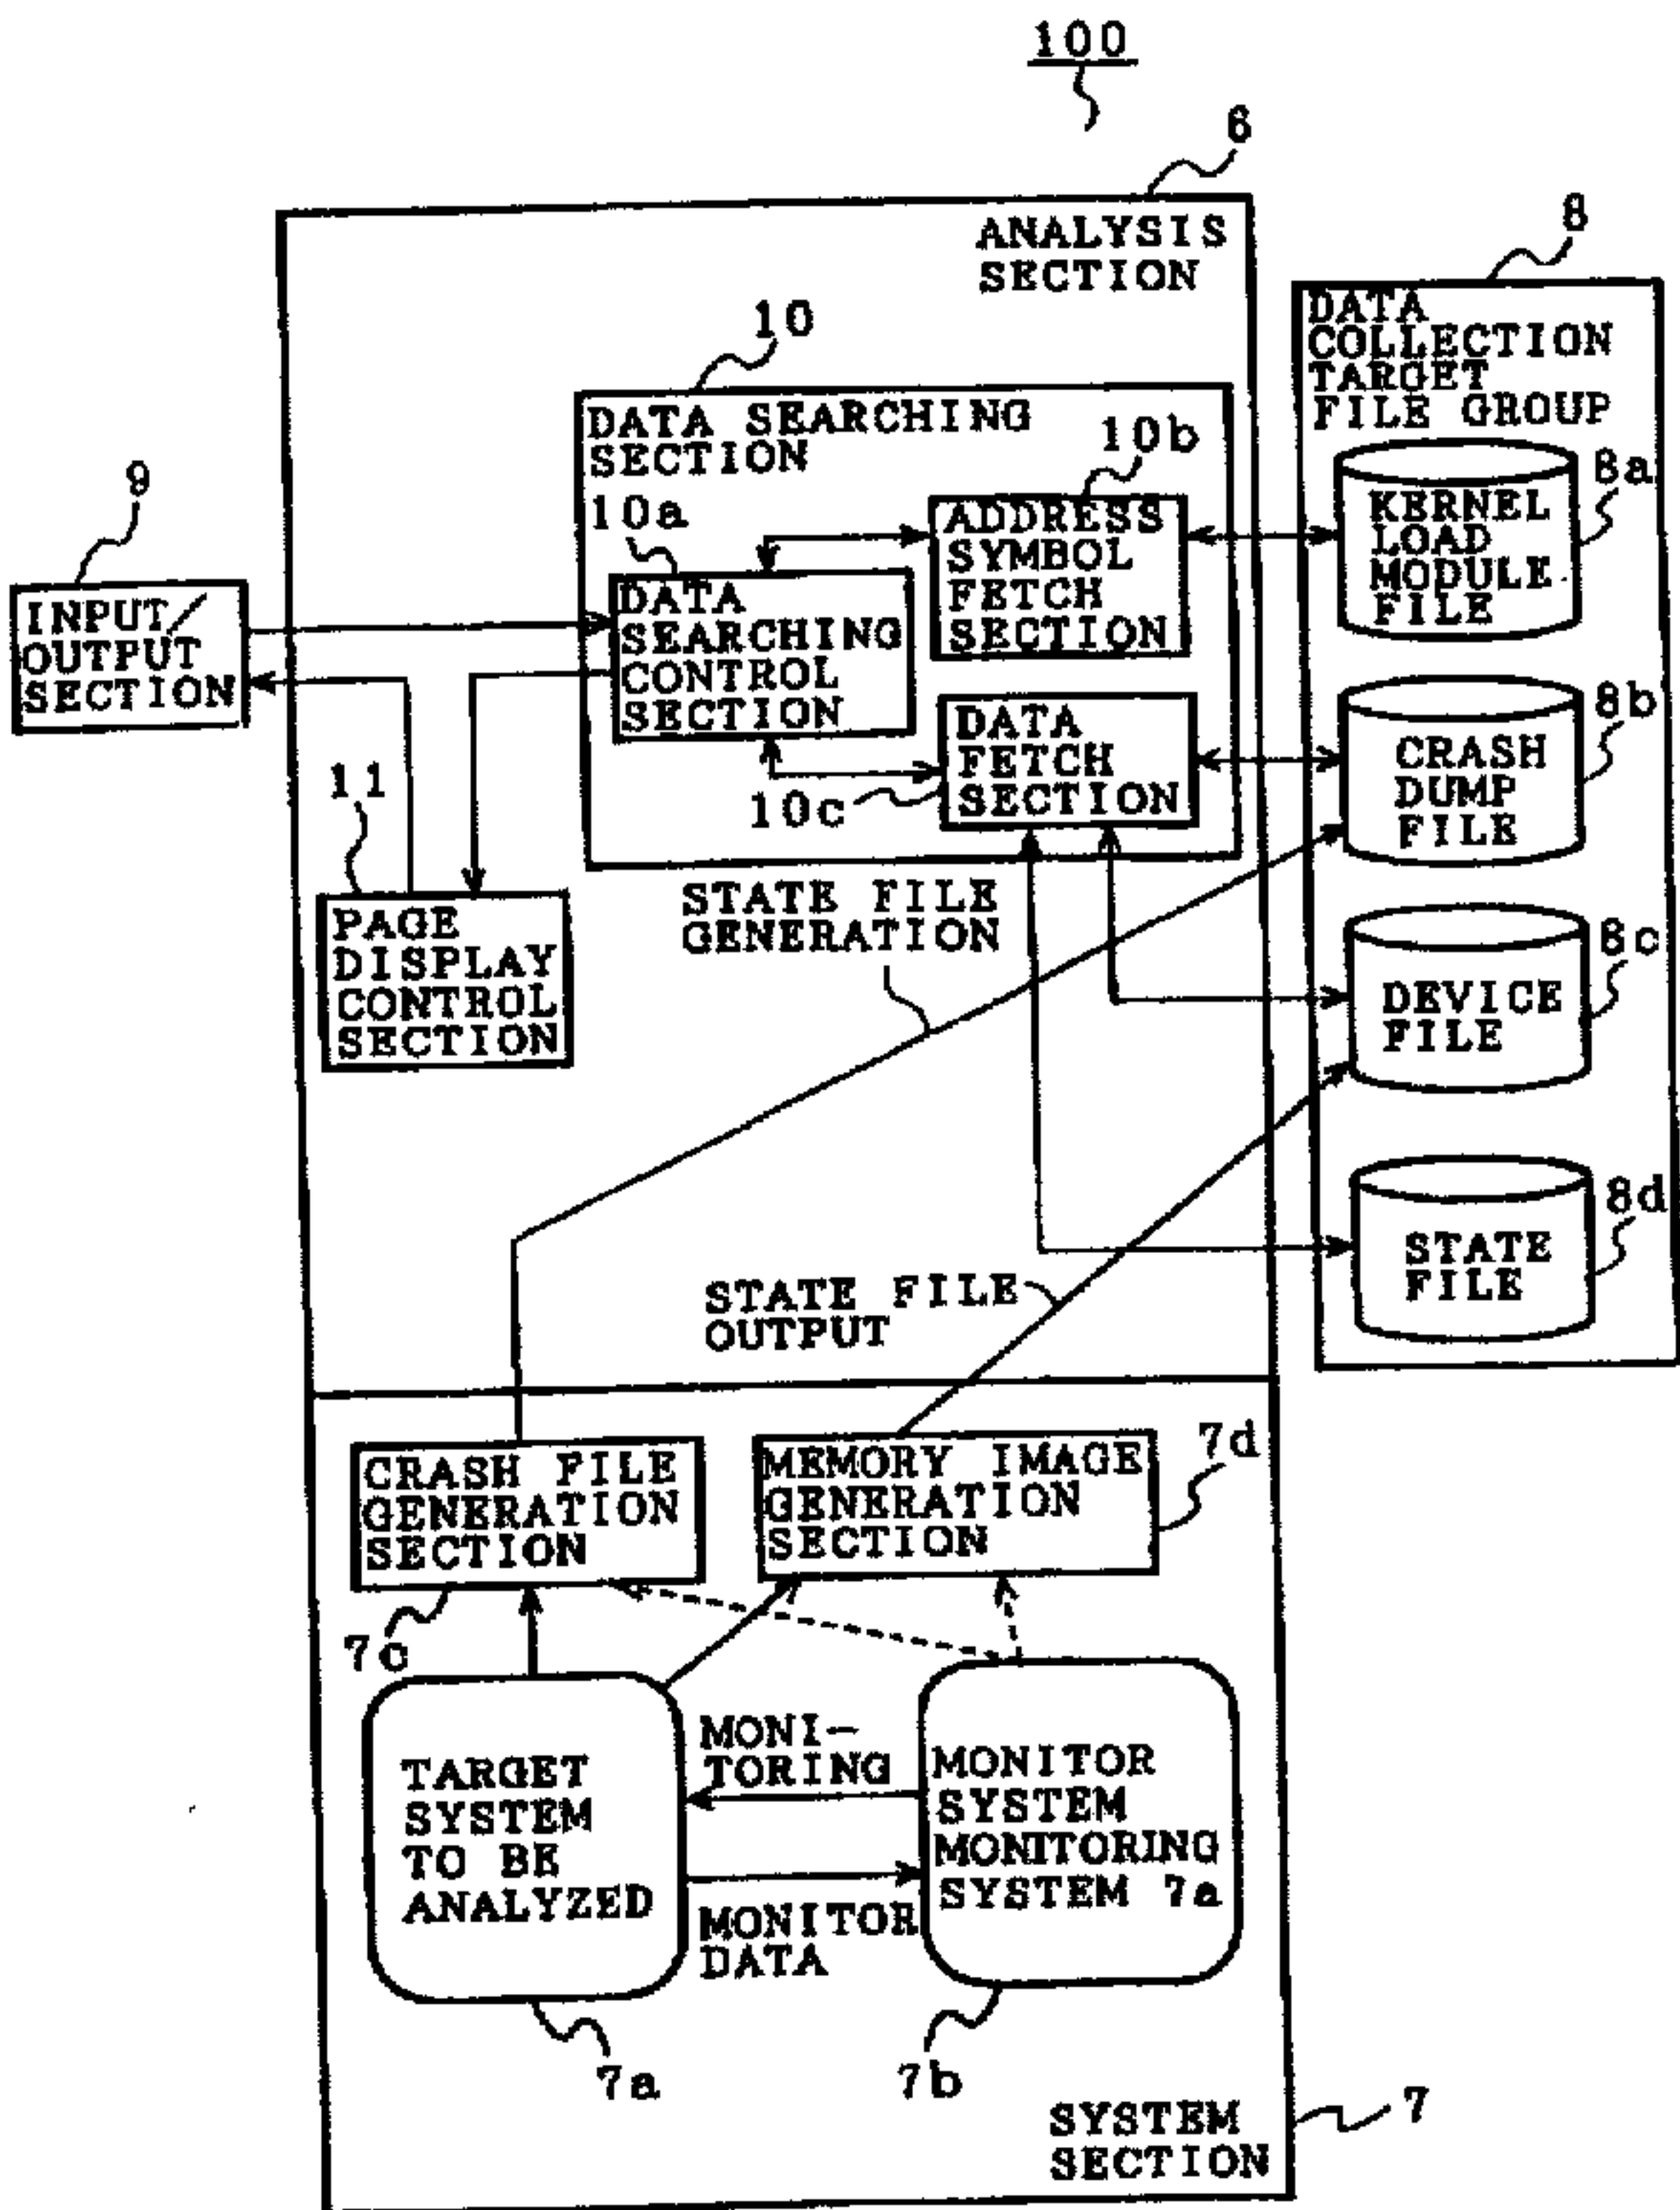 100
6
ANALYSIS
SECTION
8
DATA
COLLECTION
TARGET
FILE GROUP
10
DATA SEARCHING
SECTION
10b
10a
ADDRESS
SYMBOL
FETCH
SECTION
8a
KERNEL
LOAD
MODULE
FILE
9
INPUT/
OUTPUT
SECTION
DATA
SEARCHING
CONTROL
SECTION
DATA
FETCH
SECTION
10c
8b
CRASH
DUMP
FILE
11
PAGE
DISPLAY
CONTROL
SECTION
STATE FILE
GENERATION
8c
DEVICE
FILE
8d
STATE
FILE
STATE FILE
OUTPUT
CRASH FILE
GENERATION
SECTION
MEMORY IMAGE
GENERATION
SECTION
7d
7c
TARGET
SYSTEM
TO BE
ANALYZED
MONI-
TORING
MONITOR
DATA
MONITOR
SYSTEM
MONITORING
SYSTEM 7a
7a
7b
7
SYSTEM
SECTION